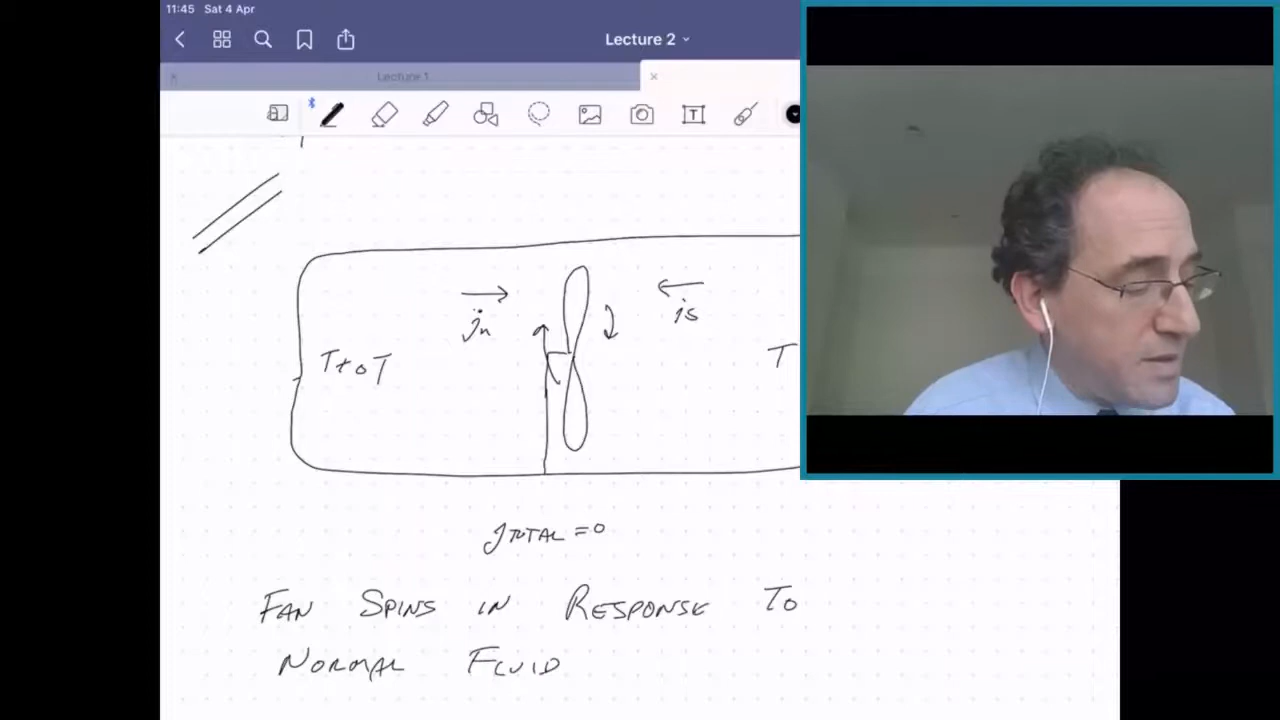 11:45 Sat 4 Apr
Lecture 2
Lecture 1
T
jn
js
T+δT
T
jTOTAL = 0
FAN SPINS IN RESPONSE TO
NORMAL FLUID